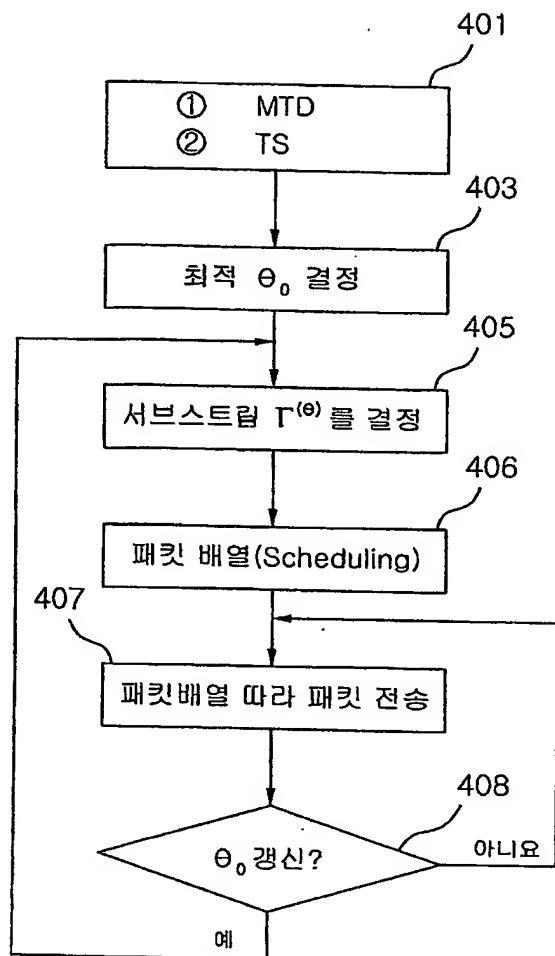 401
① MTD
② TS
403
최적 Θ₀ 결정
405
서브스트림 Γ⁽ᶿ⁾를 결정
406
패킷 배열(Scheduling)
407
패킷배열 따라 패킷 전송
408
Θ₀ 갱신?
아니요
예